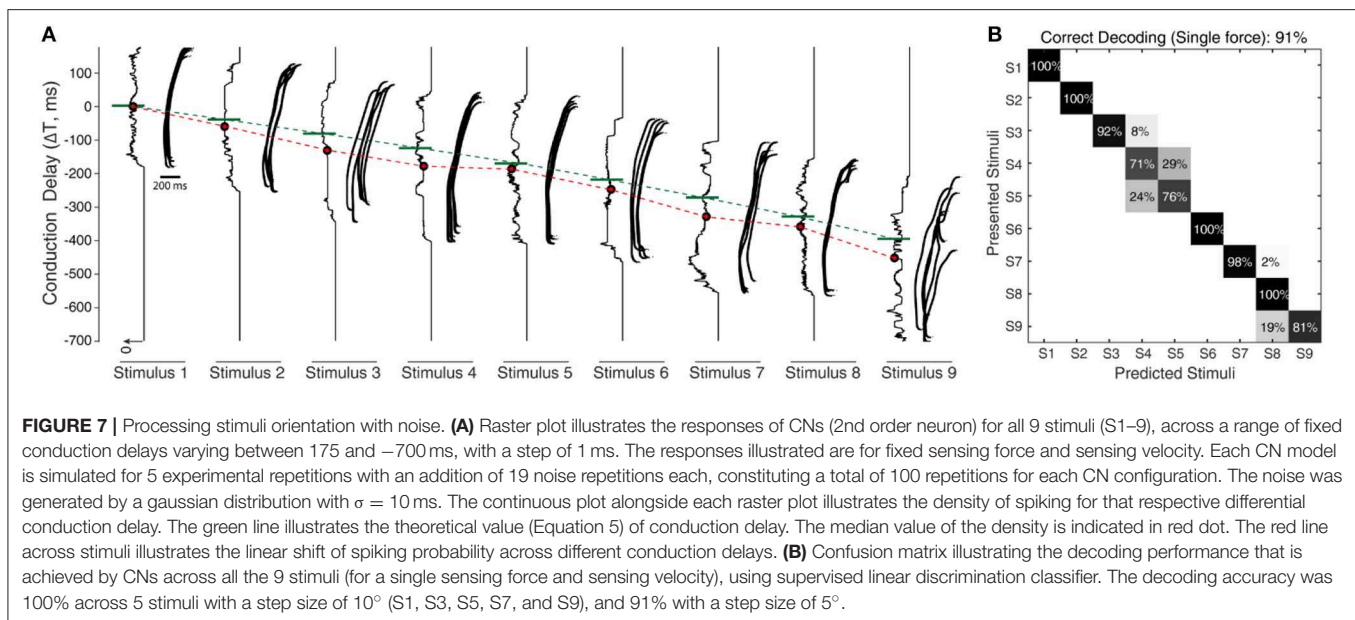 A
Conduction Delay (ΔT, ms)
100
0
-100
-200
-300
-400
-500
-600
-700
200 ms
0
Stimulus 1 Stimulus 2 Stimulus 3 Stimulus 4 Stimulus 5 Stimulus 6 Stimulus 7 Stimulus 8 Stimulus 9
B
Correct Decoding (Single force): 91%
Presented Stimuli
S1 100%
S2 100%
S3 92% 8%
S4 71% 29%
S5 24% 76%
S6 100%
S7 98% 2%
S8 100%
S9 19% 81%
S1 S2 S3 S4 S5 S6 S7 S8 S9
Predicted Stimuli
FIGURE 7 | Processing stimuli orientation with noise. (A) Raster plot illustrates the responses of CNs (2nd order neuron) for all 9 stimuli (S1–9), across a range of fixed
conduction delays varying between 175 and −700 ms, with a step of 1 ms. The responses illustrated are for fixed sensing force and sensing velocity. Each CN model
is simulated for 5 experimental repetitions with an addition of 19 noise repetitions each, constituting a total of 100 repetitions for each CN configuration. The noise was
generated by a gaussian distribution with σ = 10 ms. The continuous plot alongside each raster plot illustrates the density of spiking for that respective differential
conduction delay. The green line illustrates the theoretical value (Equation 5) of conduction delay. The median value of the density is indicated in red dot. The red line
across stimuli illustrates the linear shift of spiking probability across different conduction delays. (B) Confusion matrix illustrating the decoding performance that is
achieved by CNs across all the 9 stimuli (for a single sensing force and sensing velocity), using supervised linear discrimination classifier. The decoding accuracy was
100% across 5 stimuli with a step size of 10° (S1, S3, S5, S7, and S9), and 91% with a step size of 5°.